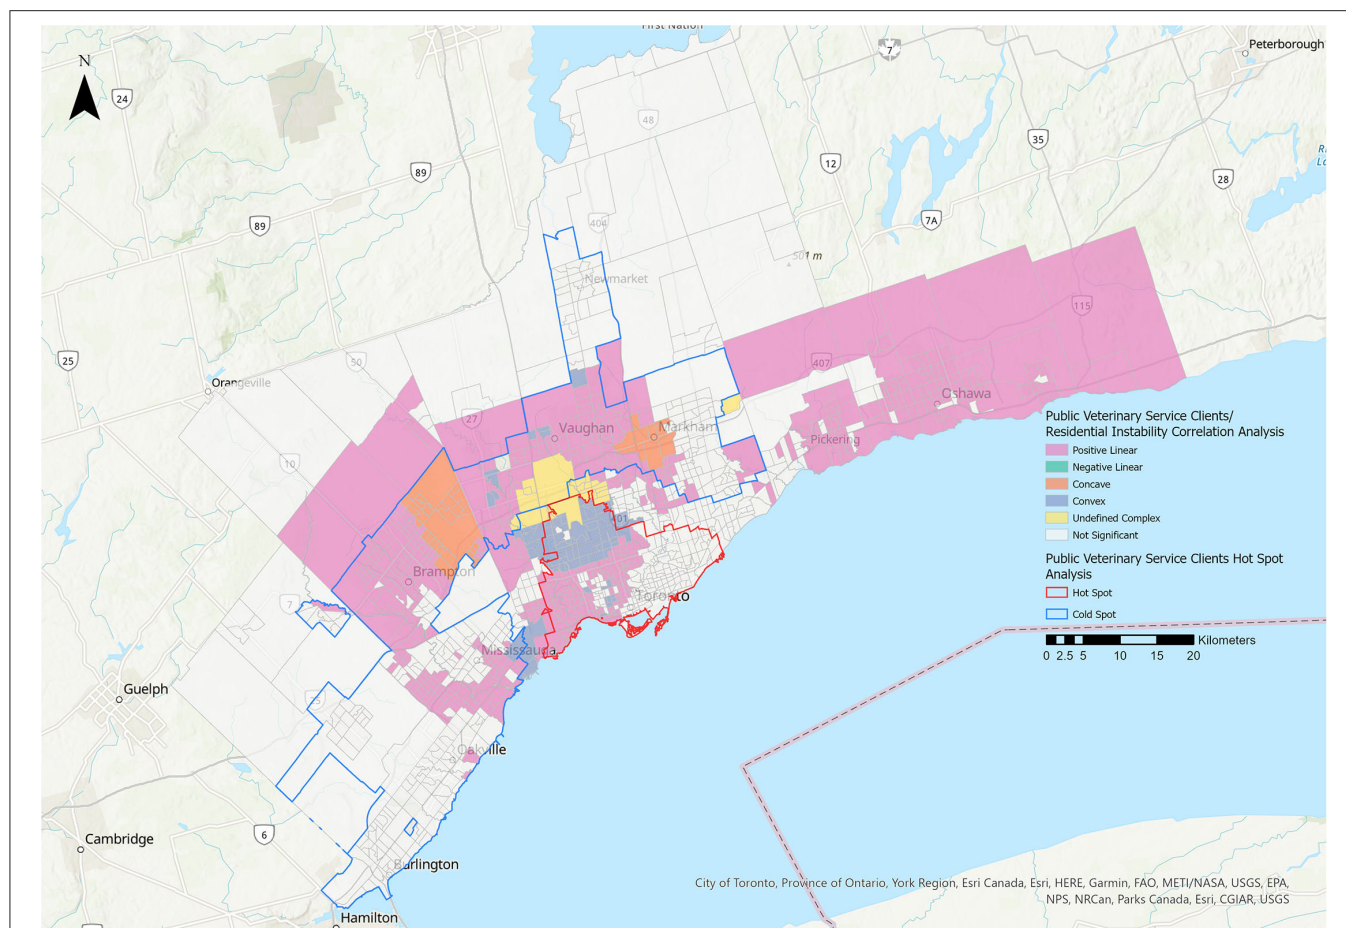 First Nation
N
24
89
89
48
7
Peterborough
35
12
28
7A
404
501 m
Newmarket
25
50
Orangeville
407
115
Oshawa
27
Vaughan
Markham
Pickering
10
401
Brampton
7
Toronto
Mississauga
Guelph
25
Oakville
Cambridge
6
Burlington
Hamilton
Public Veterinary Service Clients/
Residential Instability Correlation Analysis
Positive Linear
Negative Linear
Concave
Convex
Undefined Complex
Not Significant
Public Veterinary Service Clients Hot Spot
Analysis
Hot Spot
Cold Spot
Kilometers
0 2.5 5 10 15 20
City of Toronto, Province of Ontario, York Region, Esri Canada, Esri, HERE, Garmin, FAO, METI/NASA, USGS, EPA,
NPS, NRCan, Parks Canada, Esri, CGIAR, USGS